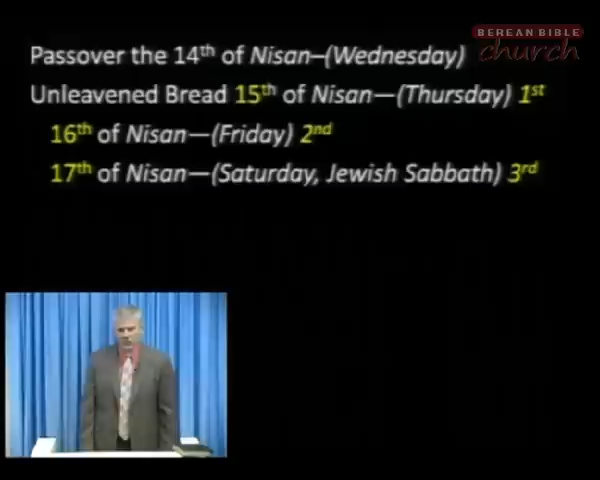 BEREAN BIBLE
church
Passover the 14th of Nisan–(Wednesday)
Unleavened Bread 15th of Nisan—(Thursday) 1st
16th of Nisan—(Friday) 2nd
17th of Nisan—(Saturday, Jewish Sabbath) 3rd